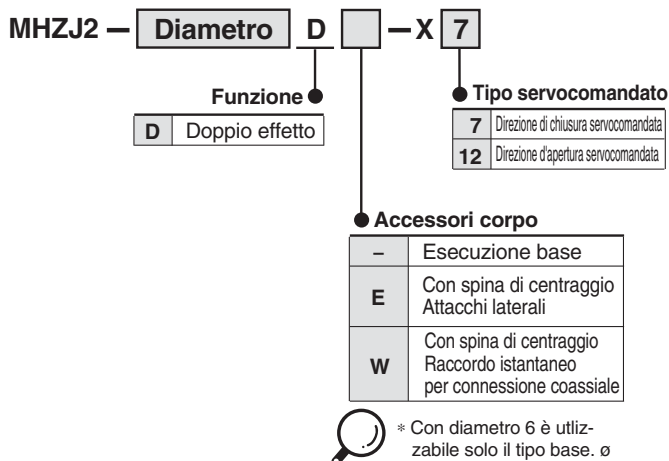 MHZJ2 — Diametro D — X 7
Funzione
D Doppio effetto
Tipo servocomandato
7 Direzione di chiusura servocomandata
12 Direzione d'apertura servocomandata
Accessori corpo
– Esecuzione base
E Con spina di centraggio
Attacchi laterali
W Con spina di centraggio
Raccordo istantaneo
per connessione coassiale
* Con diametro 6 è utliz-
zabile solo il tipo base. ø